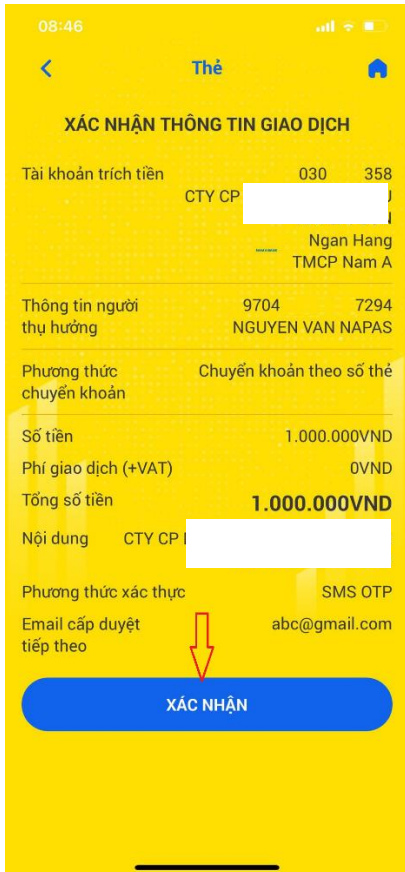 08:46
Thẻ
XÁC NHẬN THÔNG TIN GIAO DỊCH
Tài khoản trích tiền 030 358
CTY CP
Ngan Hang
TMCP Nam A
Thông tin người 9704 7294
thụ hưởng NGUYEN VAN NAPAS
Phương thức Chuyển khoản theo số thẻ
chuyển khoản
Số tiền 1.000.000VND
Phí giao dịch (+VAT) 0VND
Tổng số tiền 1.000.000VND
Nội dung CTY CP
Phương thức xác thực SMS OTP
Email cấp duyệt abc@gmail.com
tiếp theo
XÁC NHẬN